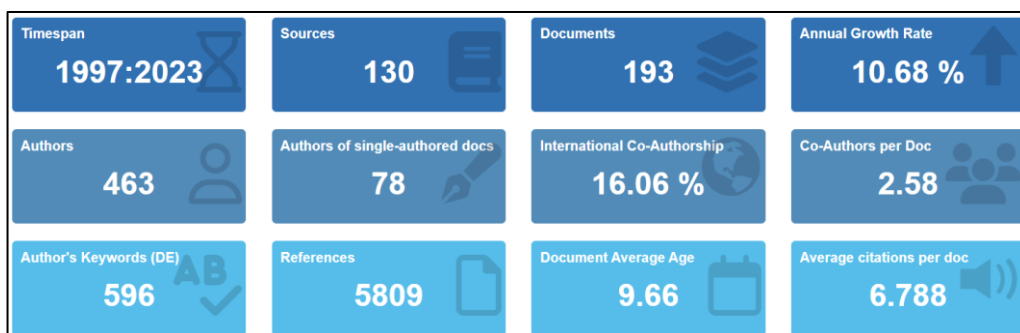 Timespan
1997:2023
Sources
130
Documents
193
Annual Growth Rate
10.68 %
Authors
463
Authors of single-authored docs
78
International Co-Authorship
16.06 %
Co-Authors per Doc
2.58
Author's Keywords (DE)
AB
596
References
5809
Document Average Age
9.66
Average citations per doc
6.788